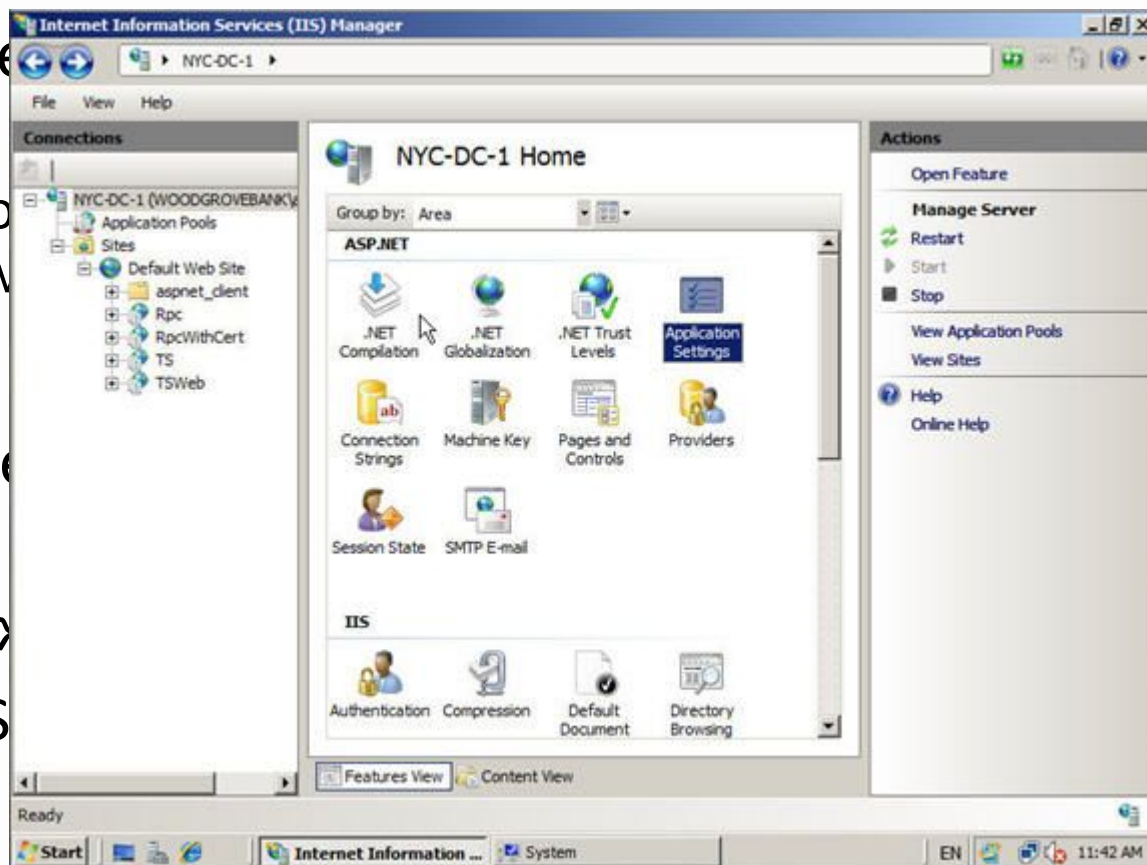 Internet Information Services (IIS) Manager
NYC-DC-1
File View Help
Connections
NYC-DC-1 (WOODGROVEBANK\
Application Pools
Sites
Default Web Site
aspnet_client
Rpc
RpcWithCert
TS
TSWeb
NYC-DC-1 Home
Group by: Area
ASP.NET
.NET Compilation
.NET Globalization
.NET Trust Levels
Application Settings
Connection Strings
Machine Key
Pages and Controls
Providers
Session State
SMTP E-mail
IIS
Authentication
Compression
Default Document
Directory Browsing
Features View
Content View
Actions
Open Feature
Manage Server
Restart
Start
Stop
View Application Pools
View Sites
Help
Online Help
Ready
Start
Internet Information ...
System
EN
11:42 AM